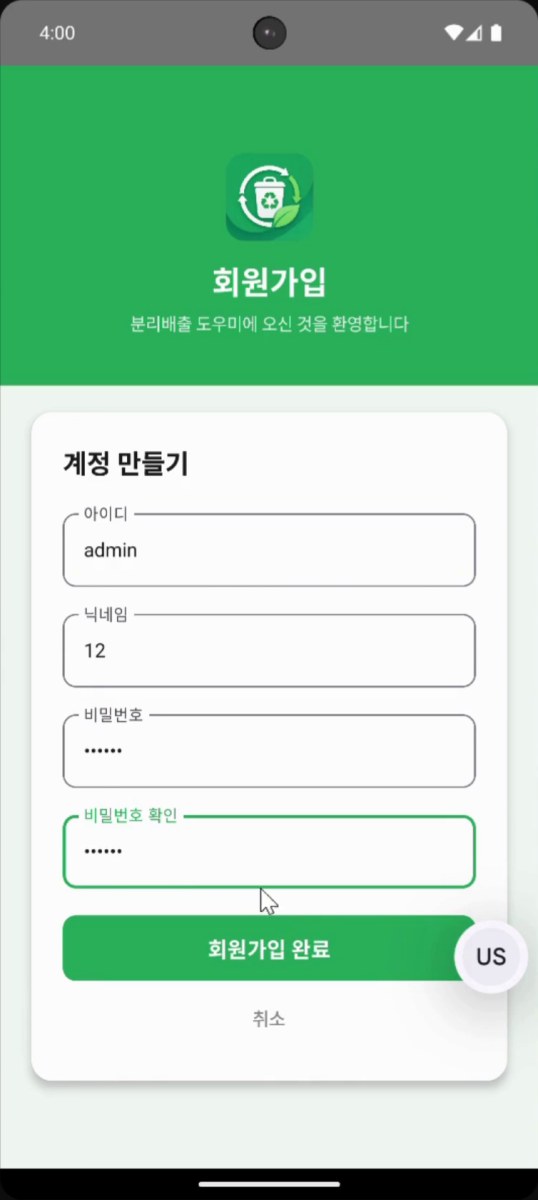 4:00
회원가입
분리배출 도우미에 오신 것을 환영합니다
계정 만들기
아이디
admin
닉네임
12
비밀번호
••••••
비밀번호 확인
••••••
회원가입 완료
US
취소